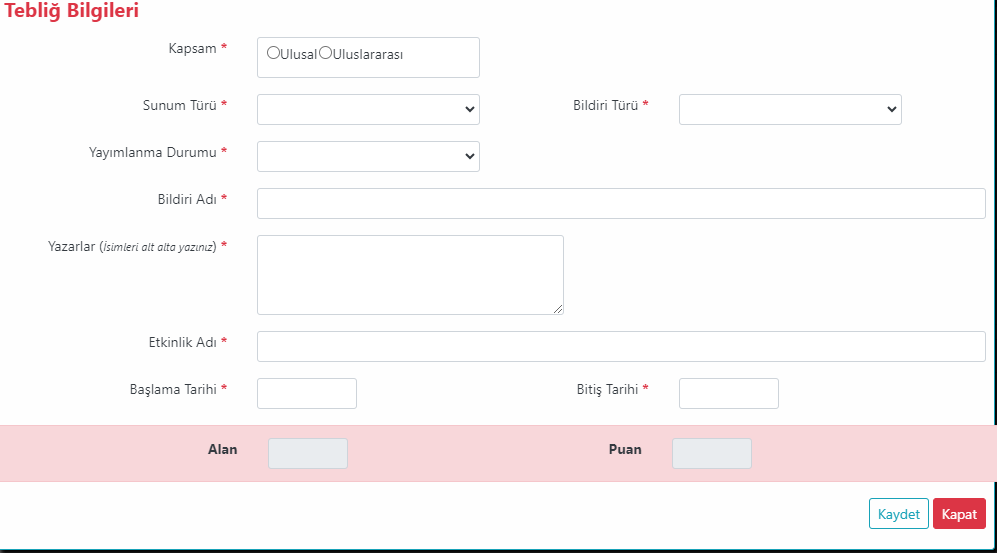 Tebliğ Bilgileri
Kapsam *
Ulusal Uluslararası
Sunum Türü *
Bildiri Türü *
Yayımlanma Durumu *
Bildiri Adı *
Yazarlar (İsimleri alt alta yazınız) *
Etkinlik Adı *
Başlama Tarihi *
Bitiş Tarihi *
Alan
Puan
Kaydet
Kapat